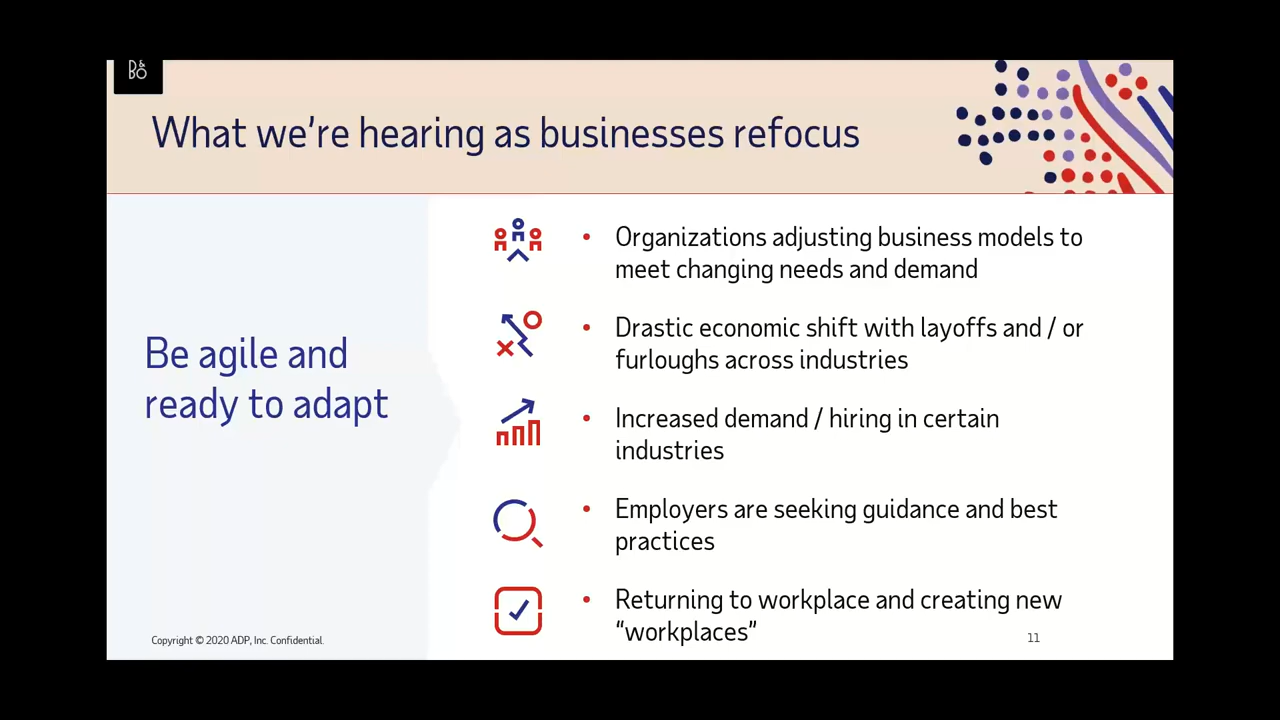 D&
BO
What we’re hearing as businesses refocus
Be agile and
ready to adapt
• Organizations adjusting business models to
meet changing needs and demand
• Drastic economic shift with layoffs and / or
furloughs across industries
• Increased demand / hiring in certain
industries
• Employers are seeking guidance and best
practices
• Returning to workplace and creating new
“workplaces”
Copyright © 2020 ADP, Inc. Confidential.
11